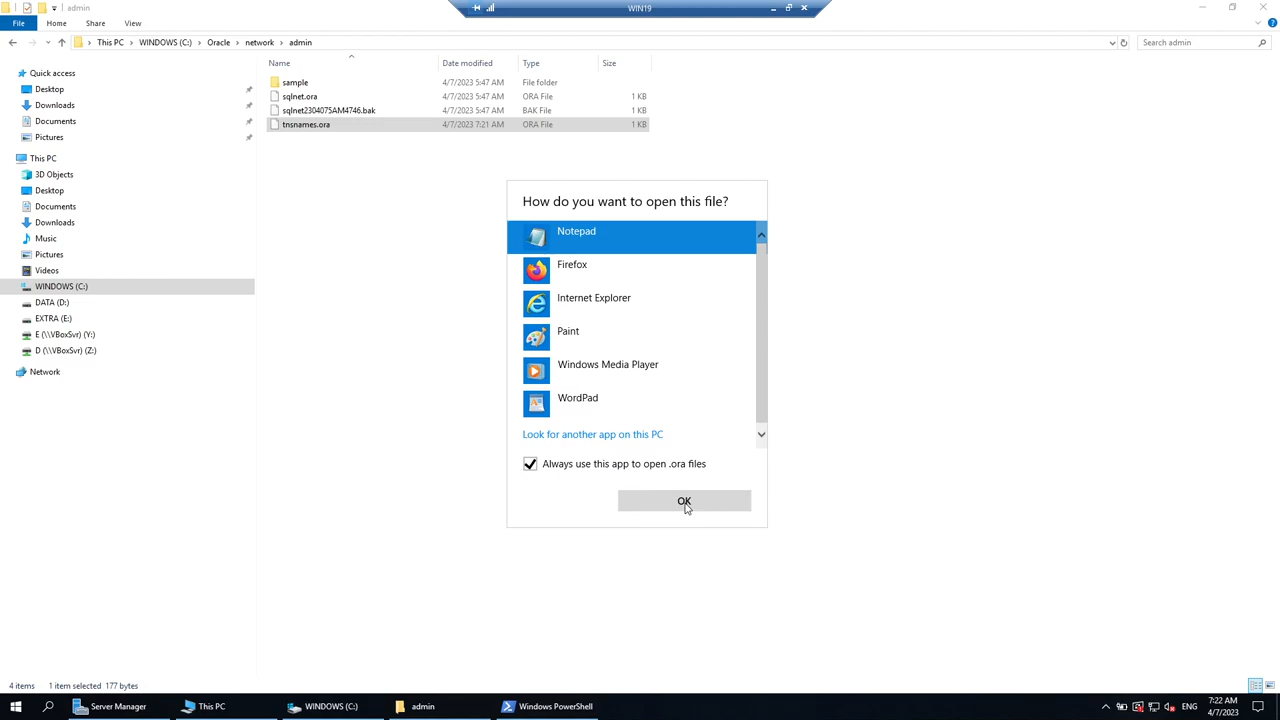 admin
WIN19
File
Home
Share
View
This PC
WINDOWS (C:)
Oracle
network
admin
Search admin
Name
Date modified
Type
Size
sample
4/7/2023 5:47 AM
File folder
sqlnet.ora
4/7/2023 5:47 AM
ORA File
1 KB
sqlnet2304075AM4746.bak
4/7/2023 5:47 AM
BAK File
1 KB
tnsnames.ora
4/7/2023 7:21 AM
ORA File
1 KB
Quick access
Desktop
Downloads
Documents
Pictures
This PC
3D Objects
Desktop
Documents
Downloads
Music
Pictures
Videos
WINDOWS (C:)
DATA (D:)
EXTRA (E:)
E (\\VBoxSvr) (Y:)
D (\\VBoxSvr) (Z:)
Network
How do you want to open this file?
Notepad
Firefox
Internet Explorer
Paint
Windows Media Player
WordPad
Look for another app on this PC
Always use this app to open .ora files
OK
4 items
1 item selected 177 bytes
Server Manager
This PC
WINDOWS (C:)
admin
Windows PowerShell
ENG
7:22 AM
4/7/2023